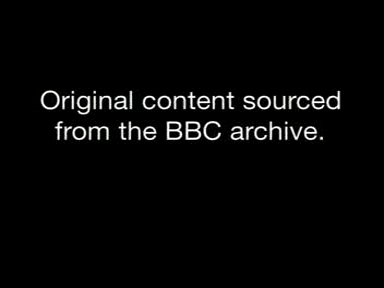 Original content sourced
from the BBC archive.